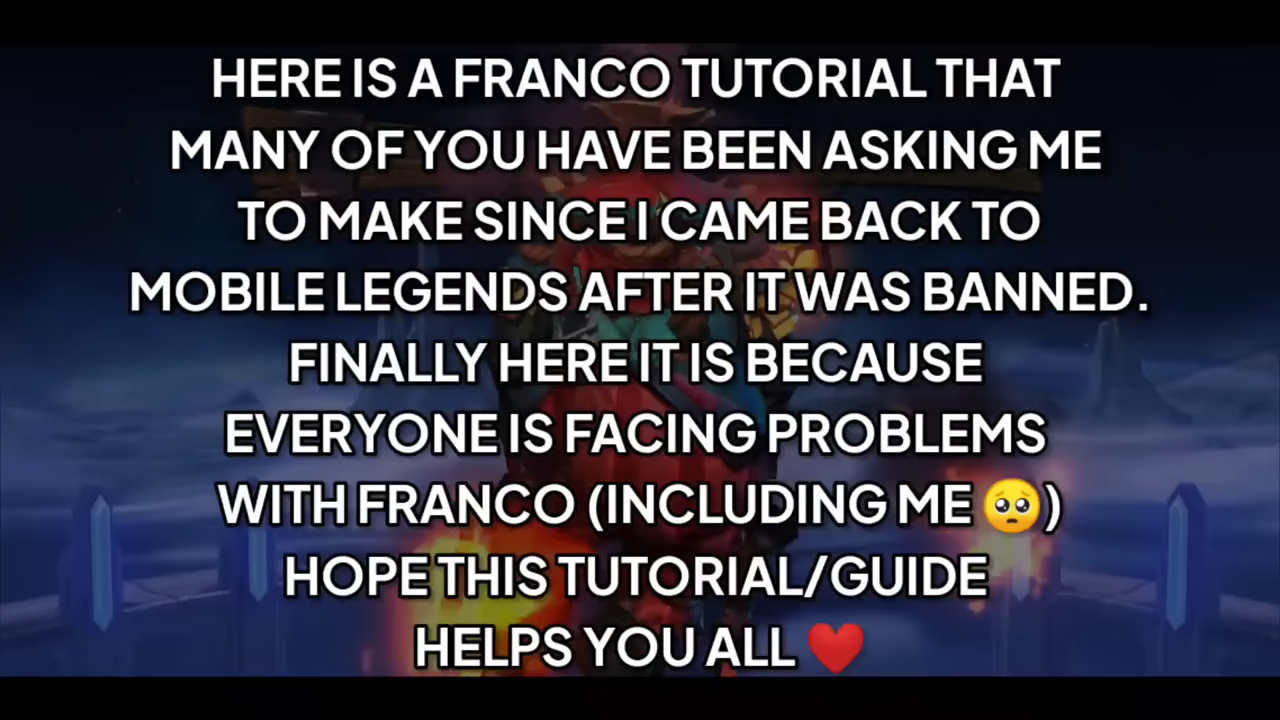 HERE IS A FRANCO TUTORIAL THAT
MANY OF YOU HAVE BEEN ASKING ME
TO MAKE SINCE I CAME BACK TO
MOBILE LEGENDS AFTER IT WAS BANNED.
FINALLY HERE IT IS BECAUSE
EVERYONE IS FACING PROBLEMS
WITH FRANCO (INCLUDING ME 🥺)
HOPE THIS TUTORIAL/GUIDE
HELPS YOU ALL ❤️